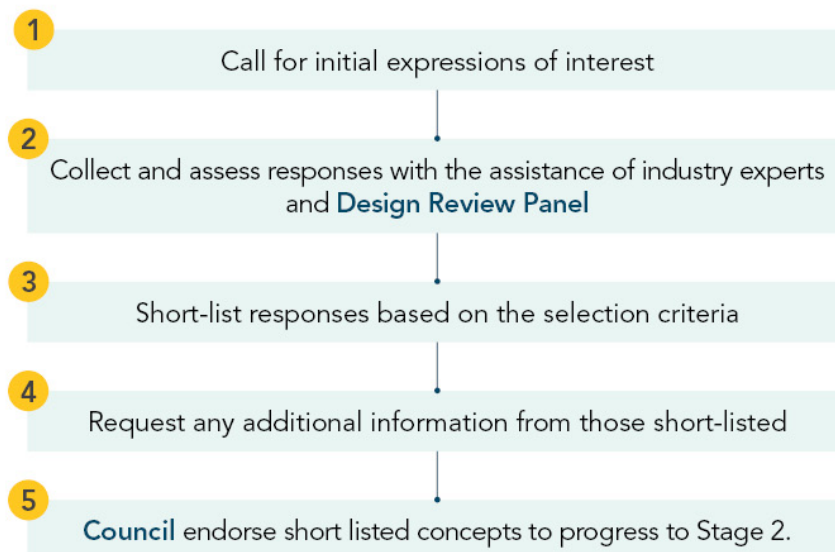 1
Call for initial expressions of interest
2
Collect and assess responses with the assistance of industry experts
and Design Review Panel
3
Short-list responses based on the selection criteria
4
Request any additional information from those short-listed
5
Council endorse short listed concepts to progress to Stage 2.